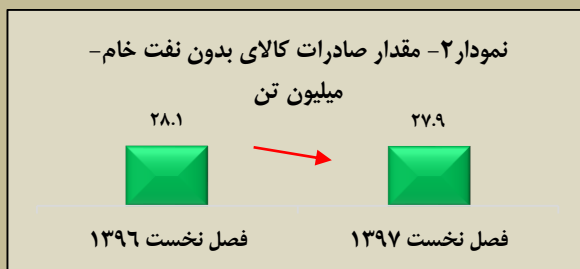 نمودار۲- مقدار صادرات کالای بدون نفت خام-
میلیون تن
۲۸.۱
۲۷.۹
فصل نخست ۱۳۹۶
فصل نخست ۱۳۹۷